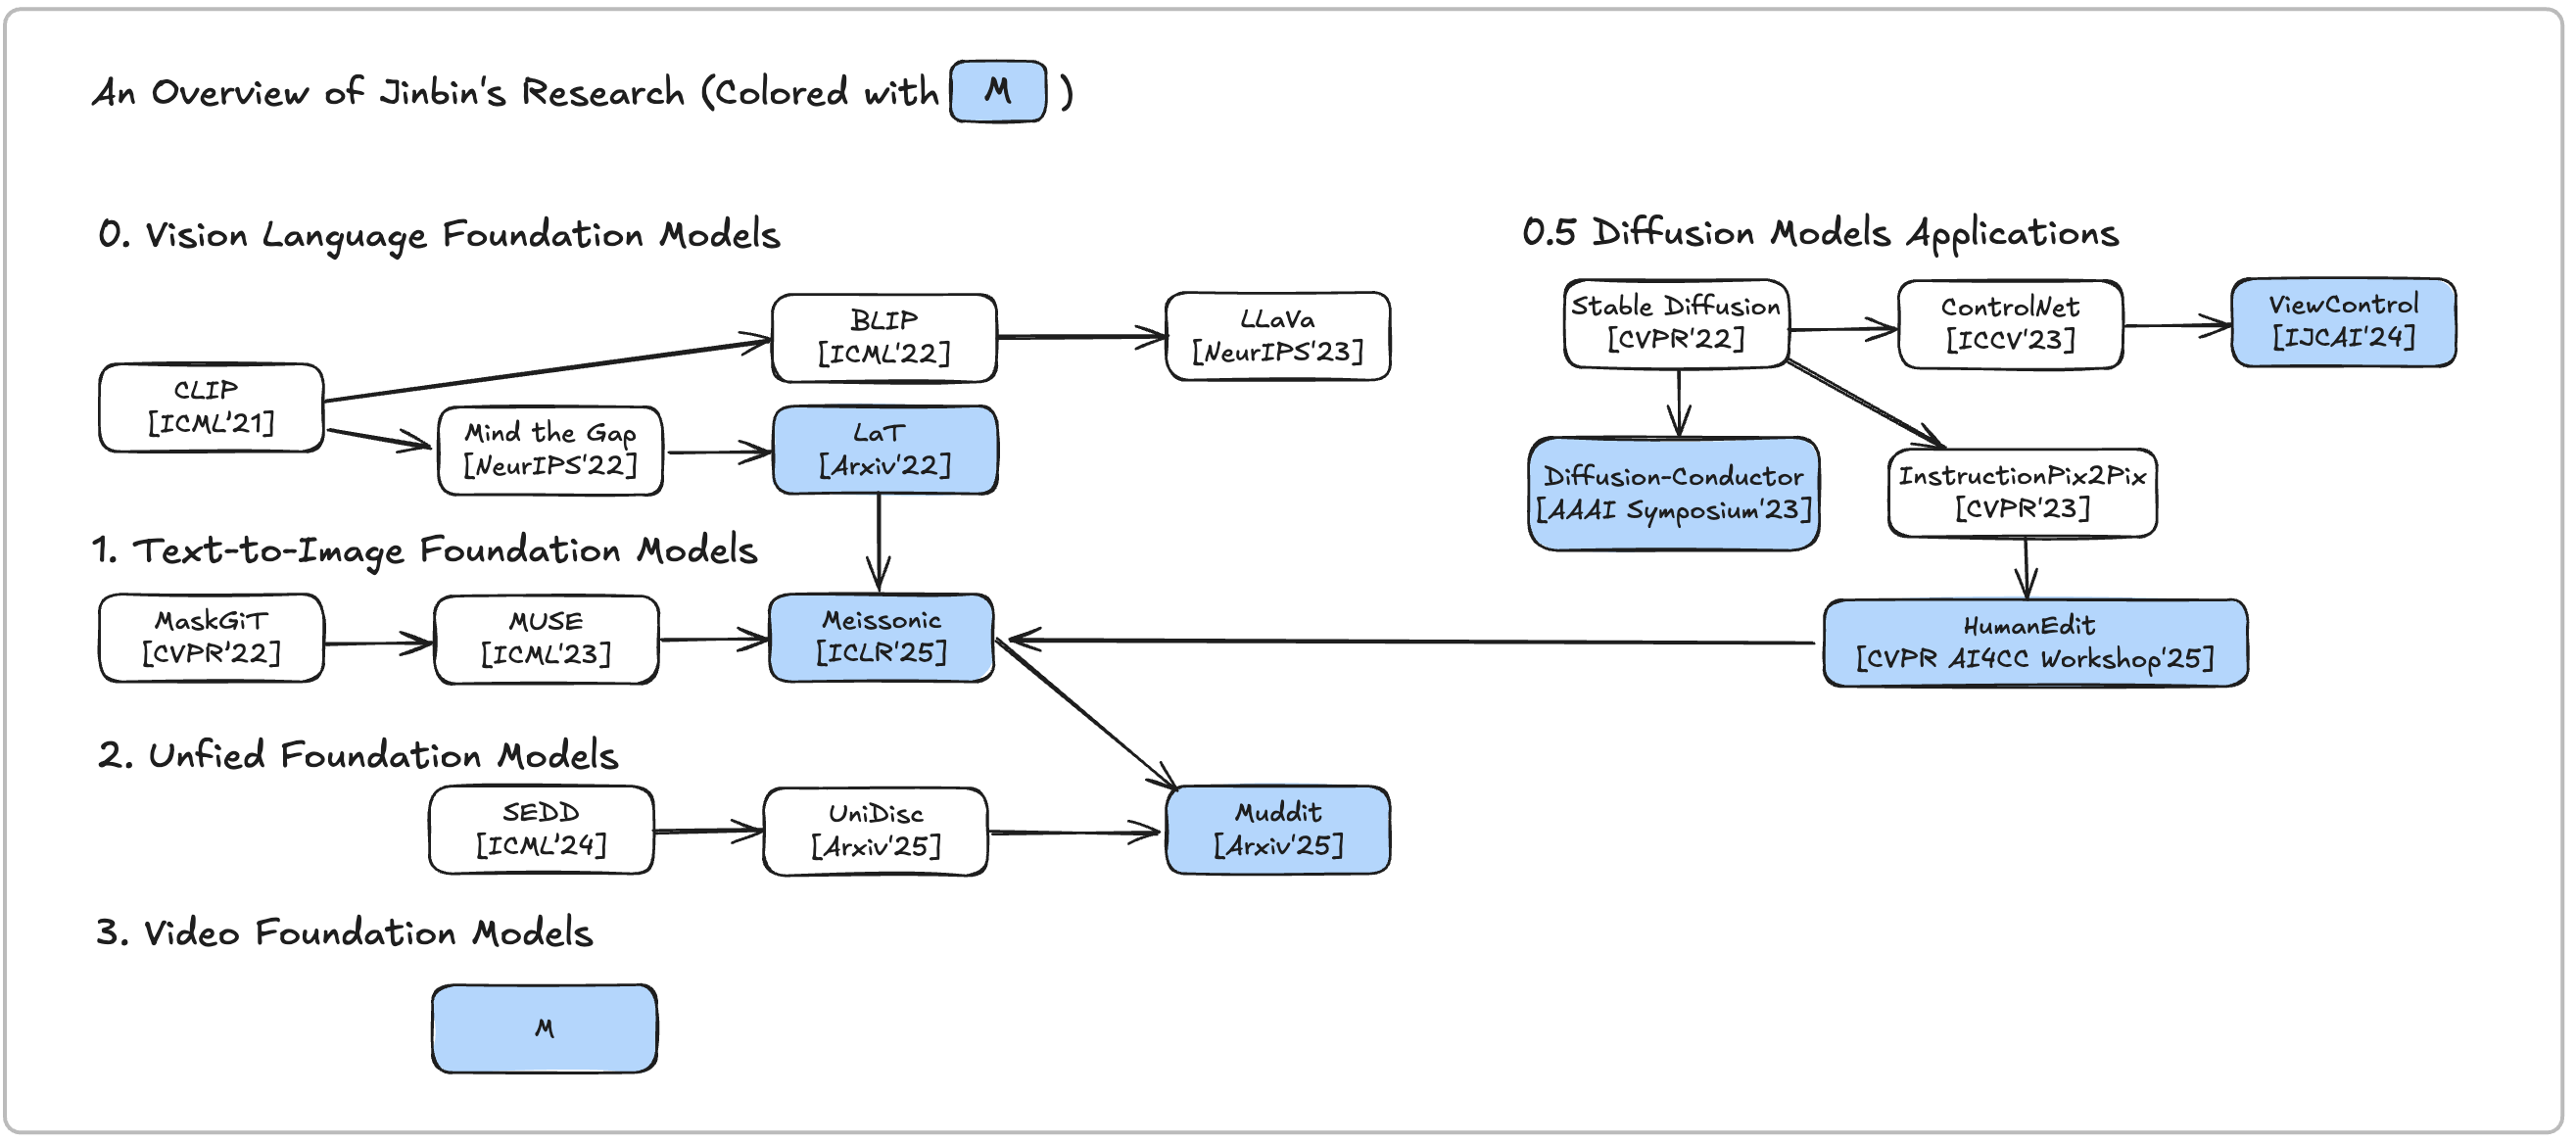 An Overview of Jinbin's Research (Colored with M )
0. Vision Language Foundation Models
CLIP
[ICML'21]
BLIP
[ICML'22]
LLaVa
[NeurIPS'23]
Mind the Gap
[NeurIPS'22]
LaT
[Arxiv'22]
0.5 Diffusion Models Applications
Stable Diffusion
[CVPR'22]
ControlNet
[ICCV'23]
ViewControl
[IJCAI'24]
Diffusion-Conductor
[AAAI Symposium'23]
InstructionPix2Pix
[CVPR'23]
HumanEdit
[CVPR AI4CC Workshop'25]
1. Text-to-Image Foundation Models
MaskGiT
[CVPR'22]
MUSE
[ICML'23]
Meissonic
[ICLR'25]
2. Unfied Foundation Models
SEDD
[ICML'24]
UniDisc
[Arxiv'25]
Muddit
[Arxiv'25]
3. Video Foundation Models
M